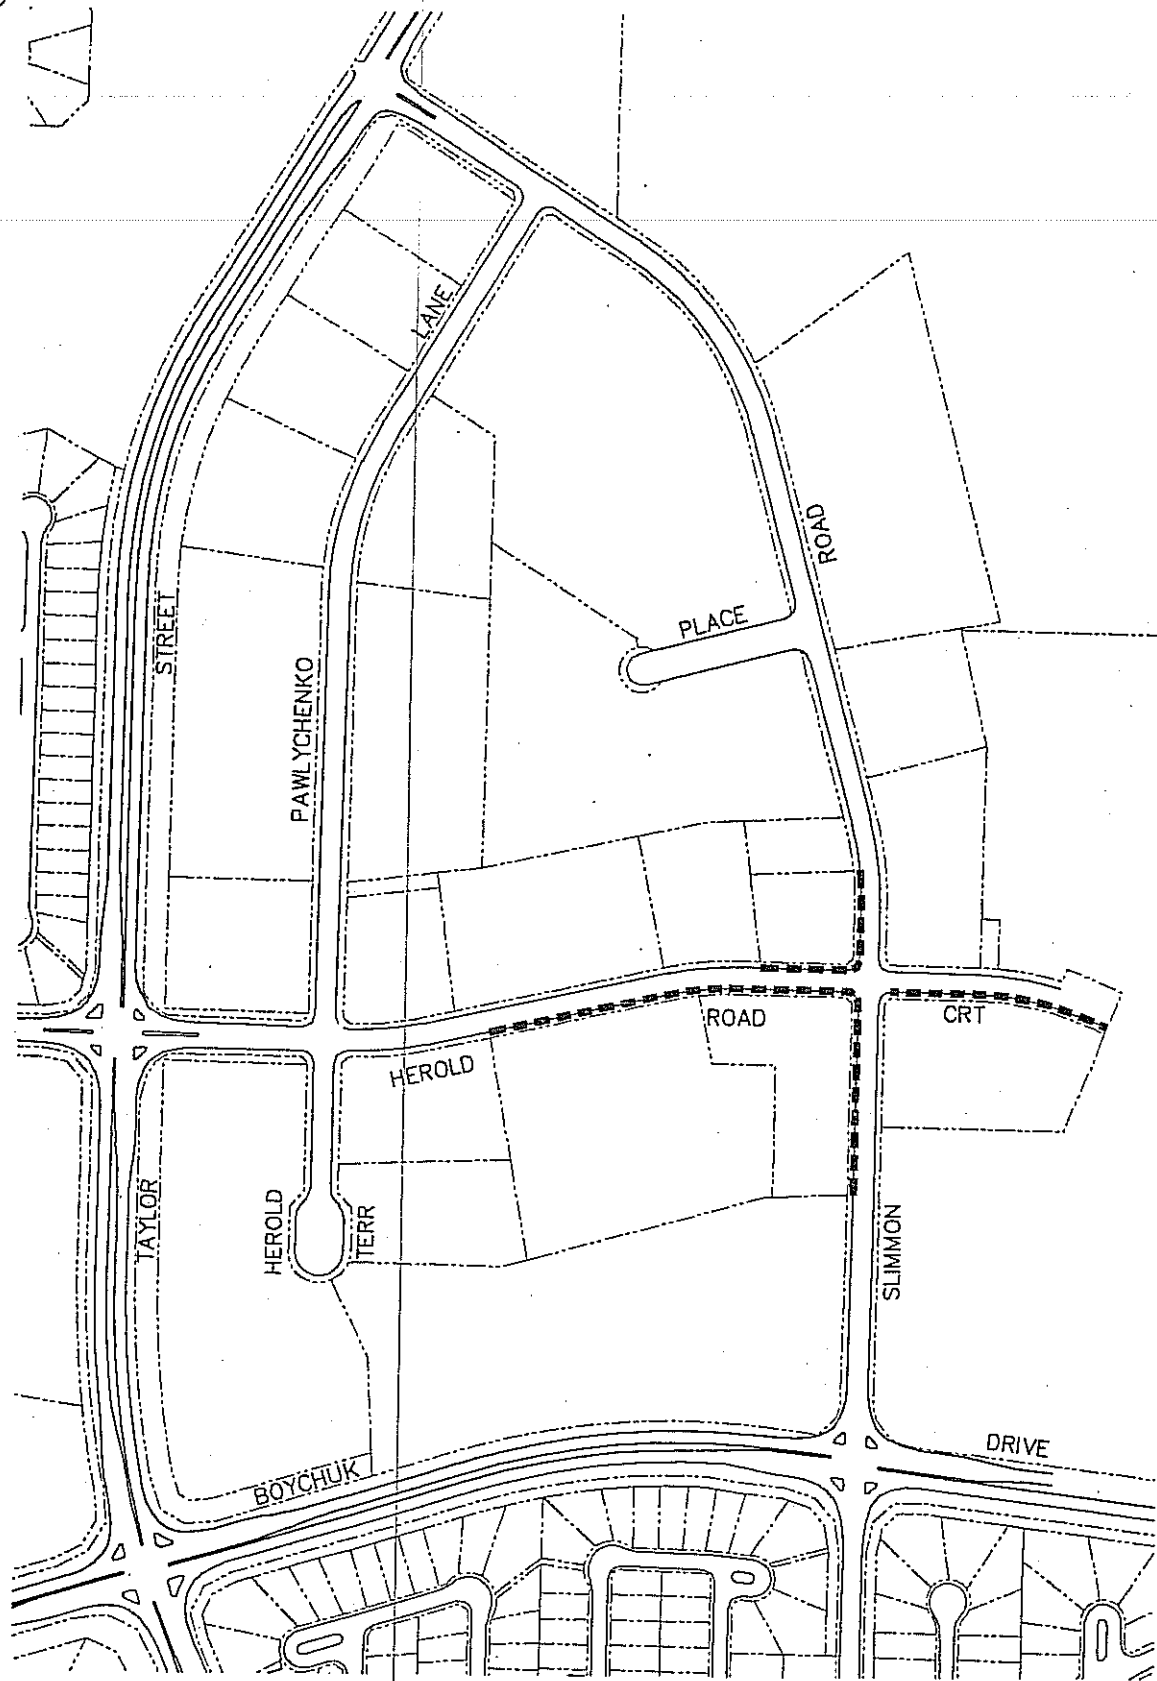 LANE
ROAD
STREET
PLACE
PAWLYCHENKO
ROAD
CRT
HEROLD
TAYLOR
HEROLD
TERR
SLIMMON
DRIVE
BOYCHUK